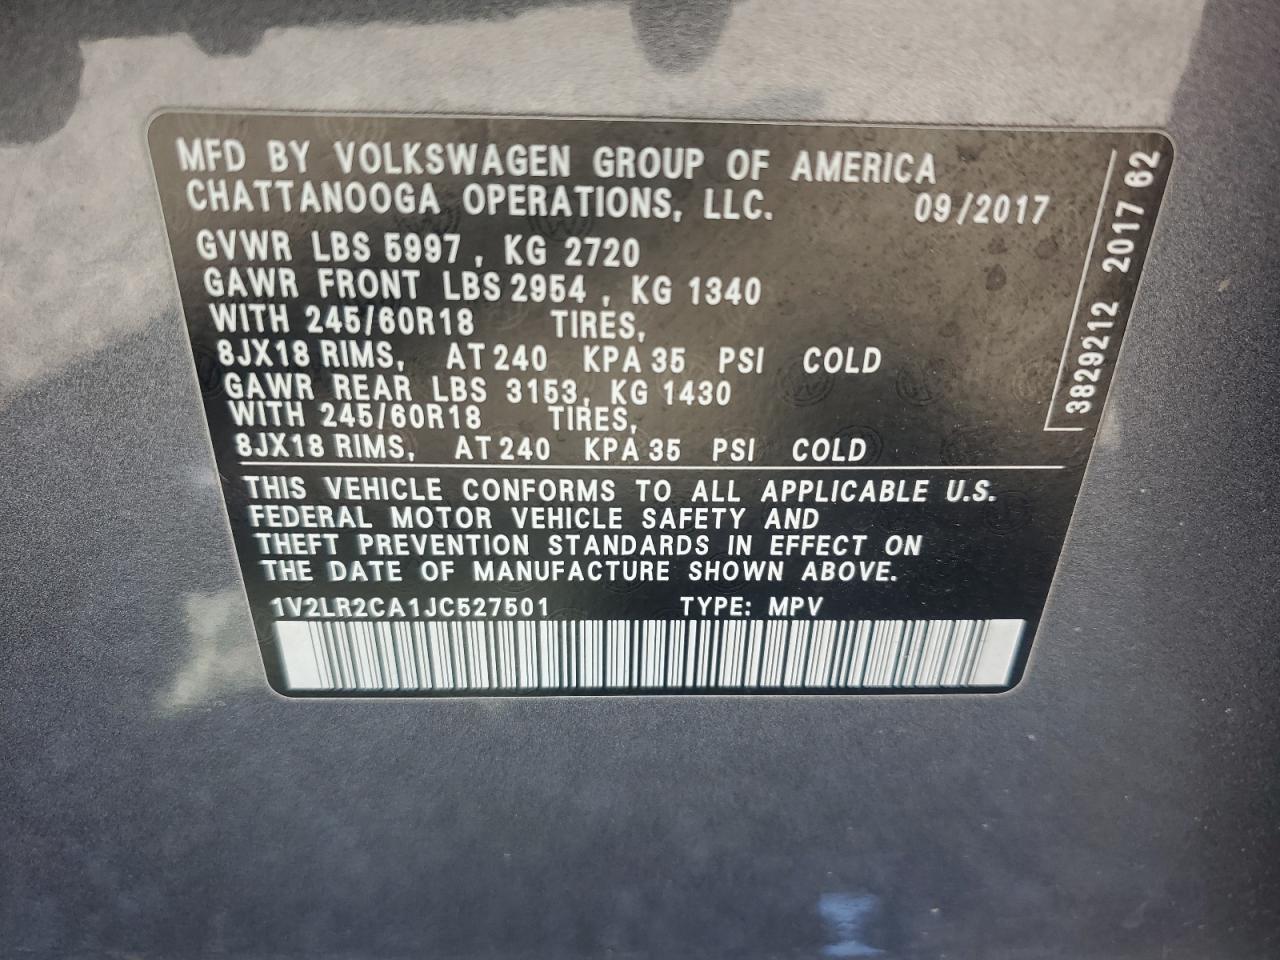 MFD BY VOLKSWAGEN GROUP OF AMERICA
CHATTANOOGA OPERATIONS, LLC. 09/2017
GVWR LBS 5997 , KG 2720
GAWR FRONT LBS 2954 , KG 1340
WITH 245/60R18 TIRES,
8JX18 RIMS, AT 240 KPA 35 PSI COLD
GAWR REAR LBS 3153, KG 1430
WITH 245/60R18 TIRES,
8JX18 RIMS, AT 240 KPA 35 PSI COLD
THIS VEHICLE CONFORMS TO ALL APPLICABLE U.S.
FEDERAL MOTOR VEHICLE SAFETY AND
THEFT PREVENTION STANDARDS IN EFFECT ON
THE DATE OF MANUFACTURE SHOWN ABOVE.
1V2LR2CA1JC527501 TYPE: MPV
3829212 2017 62